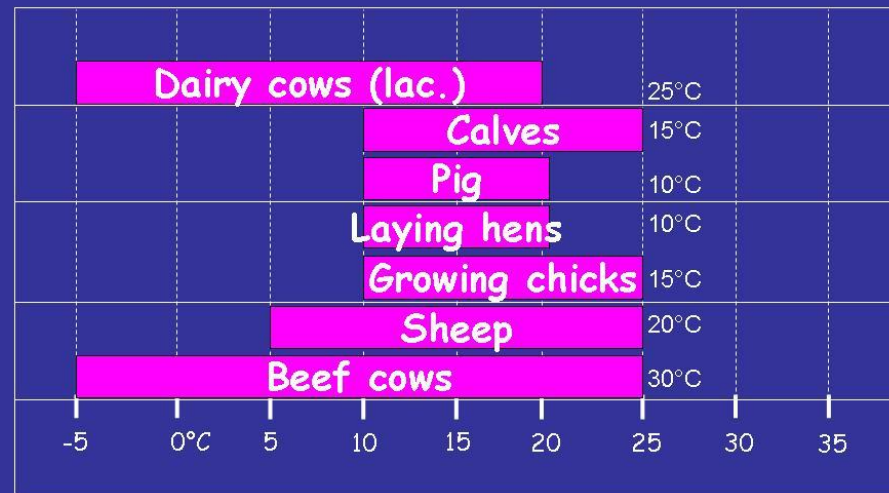 Dairy cows (lac.) 25°C
Calves 15°C
Pig 10°C
Laying hens 10°C
Growing chicks 15°C
Sheep 20°C
Beef cows 30°C
-5 0°C 5 10 15 20 25 30 35